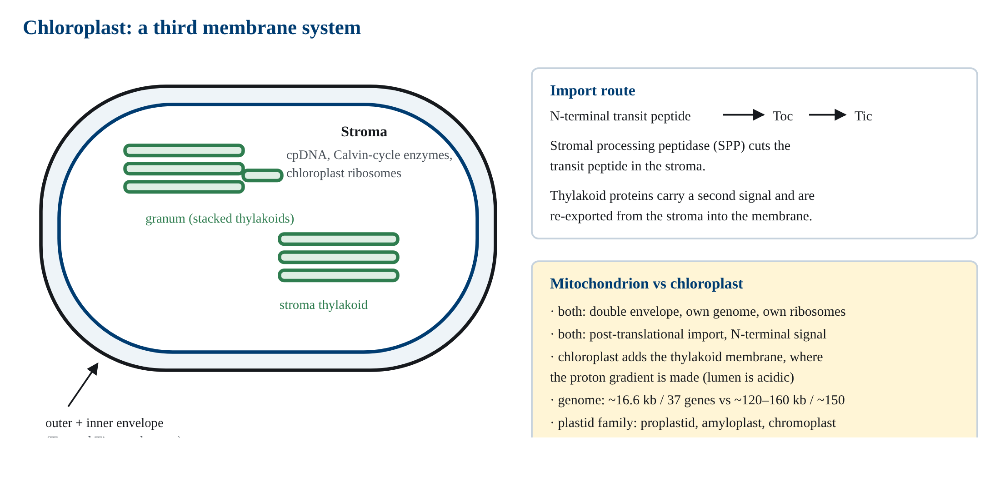 Chloroplast: a third membrane system
Stroma
cpDNA, Calvin-cycle enzymes,
chloroplast ribosomes
granum (stacked thylakoids)
stroma thylakoid
outer + inner envelope
Import route
N-terminal transit peptide → Toc → Tic
Stromal processing peptidase (SPP) cuts the
transit peptide in the stroma.
Thylakoid proteins carry a second signal and are
re-exported from the stroma into the membrane.
Mitochondrion vs chloroplast
· both: double envelope, own genome, own ribosomes
· both: post-translational import, N-terminal signal
· chloroplast adds the thylakoid membrane, where
the proton gradient is made (lumen is acidic)
· genome: ~16.6 kb / 37 genes vs ~120–160 kb / ~150
· plastid family: proplastid, amyloplast, chromoplast